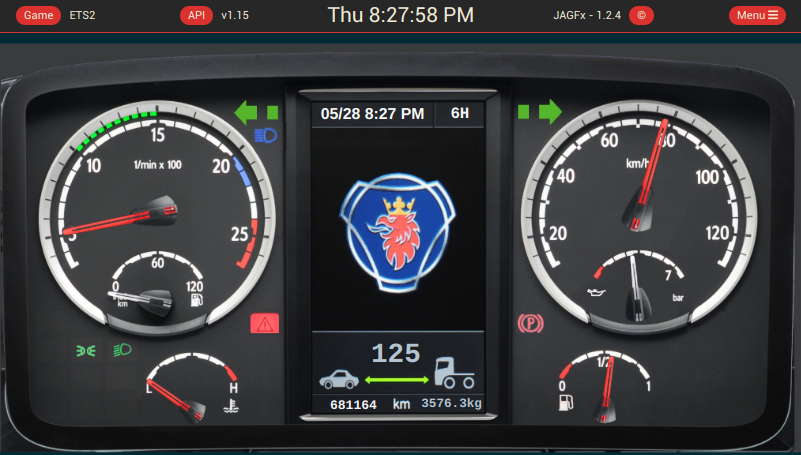 Game ETS2 API v1.15 Thu 8:27:58 PM JAGFx - 1.2.4 © Menu
05/28 8:27 PM 6H
5 10 15 20 25
1/min x 100
0 60 120
km
L H
20 40 60 80 100 120
km/h
7
bar
P
0 1/2 1
125
681164 km 3576.3kg